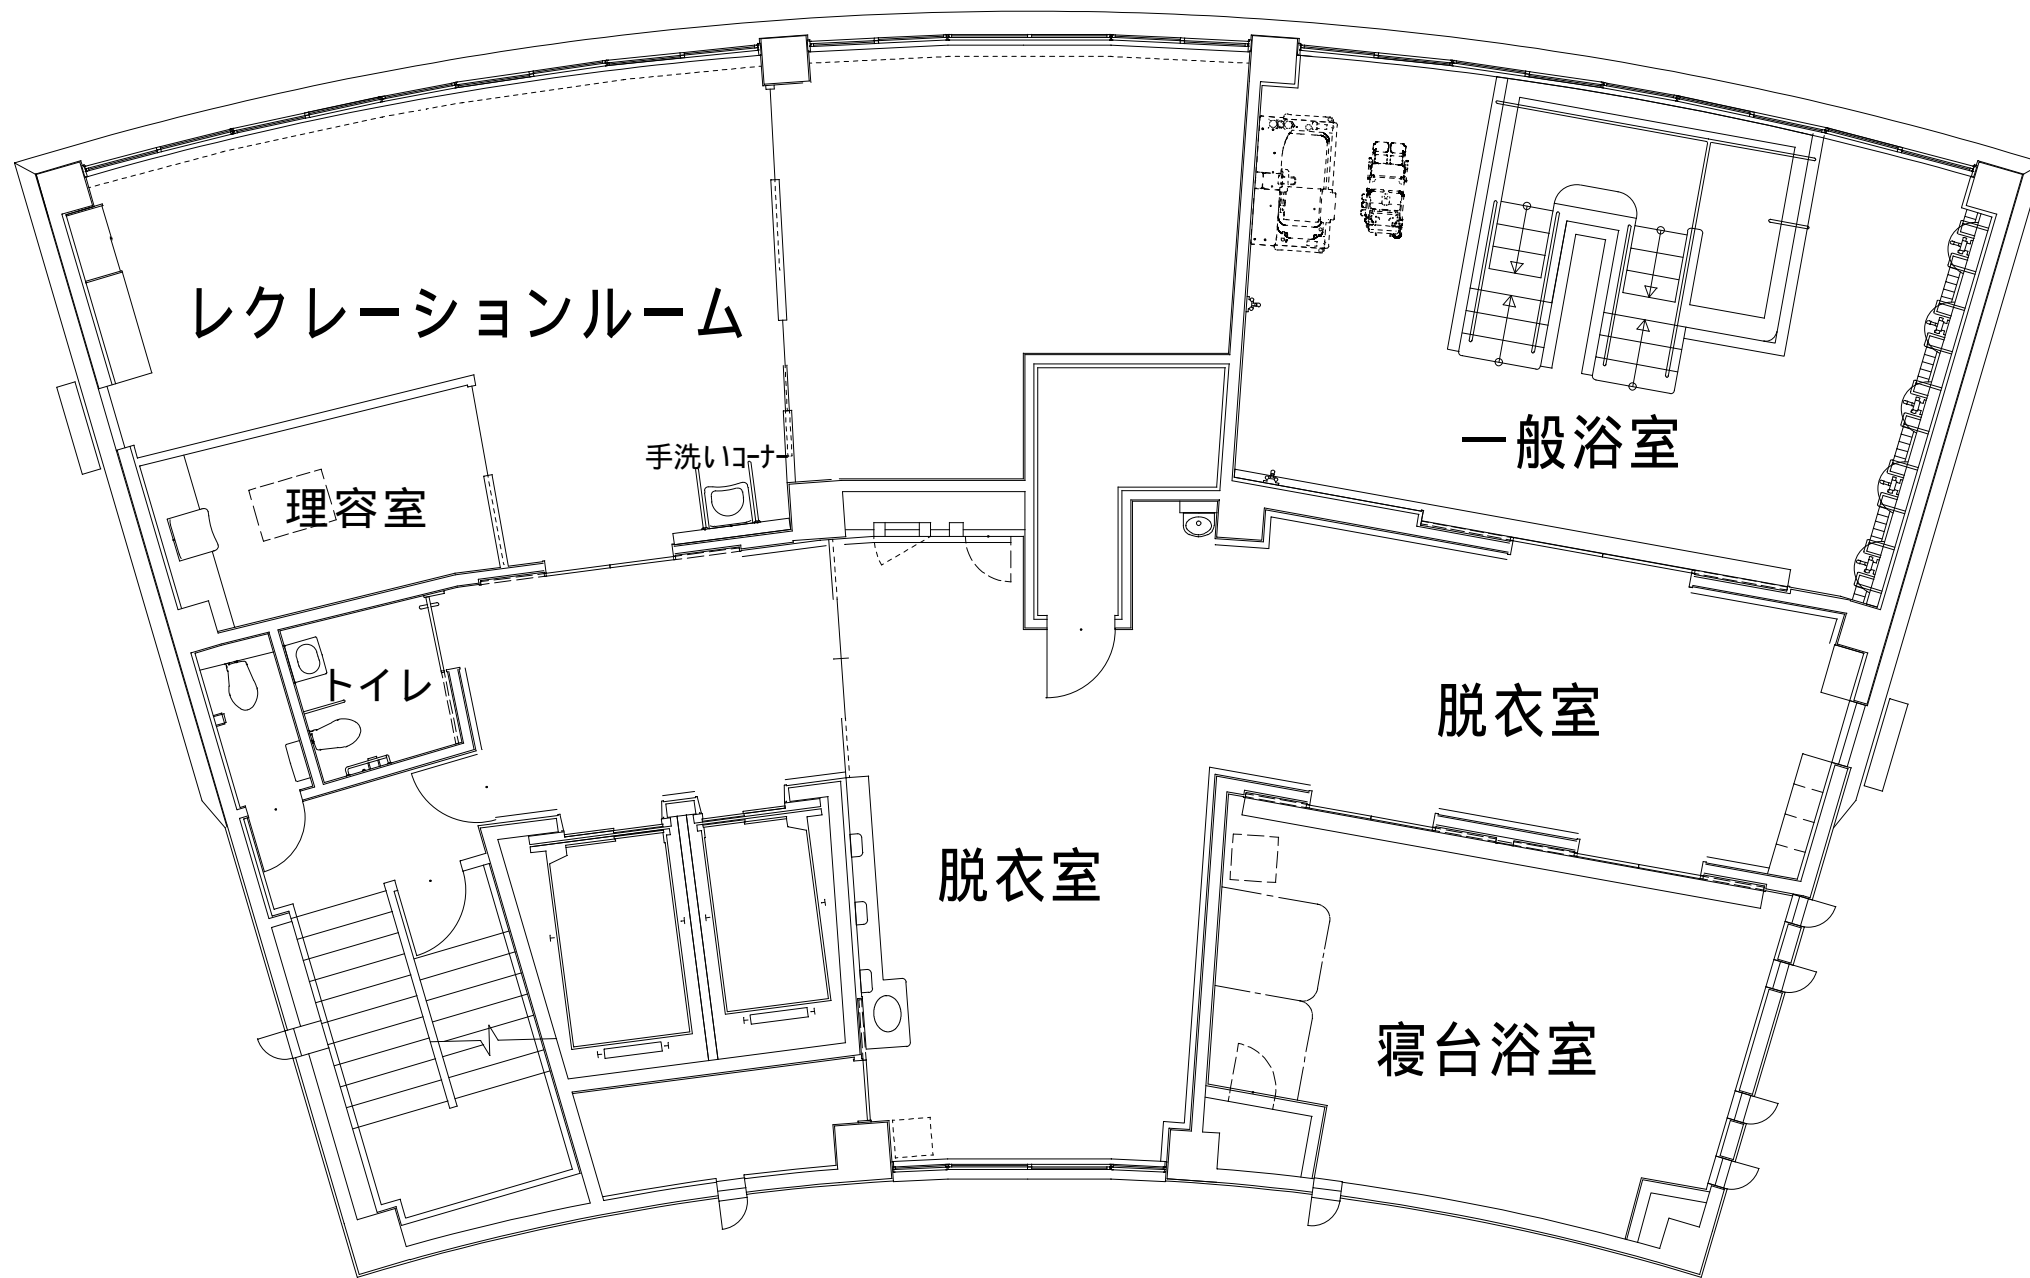 レクレーションルーム
一般浴室
手洗いｺｰﾅｰ
理容室
トイレ
脱衣室
脱衣室
寝台浴室